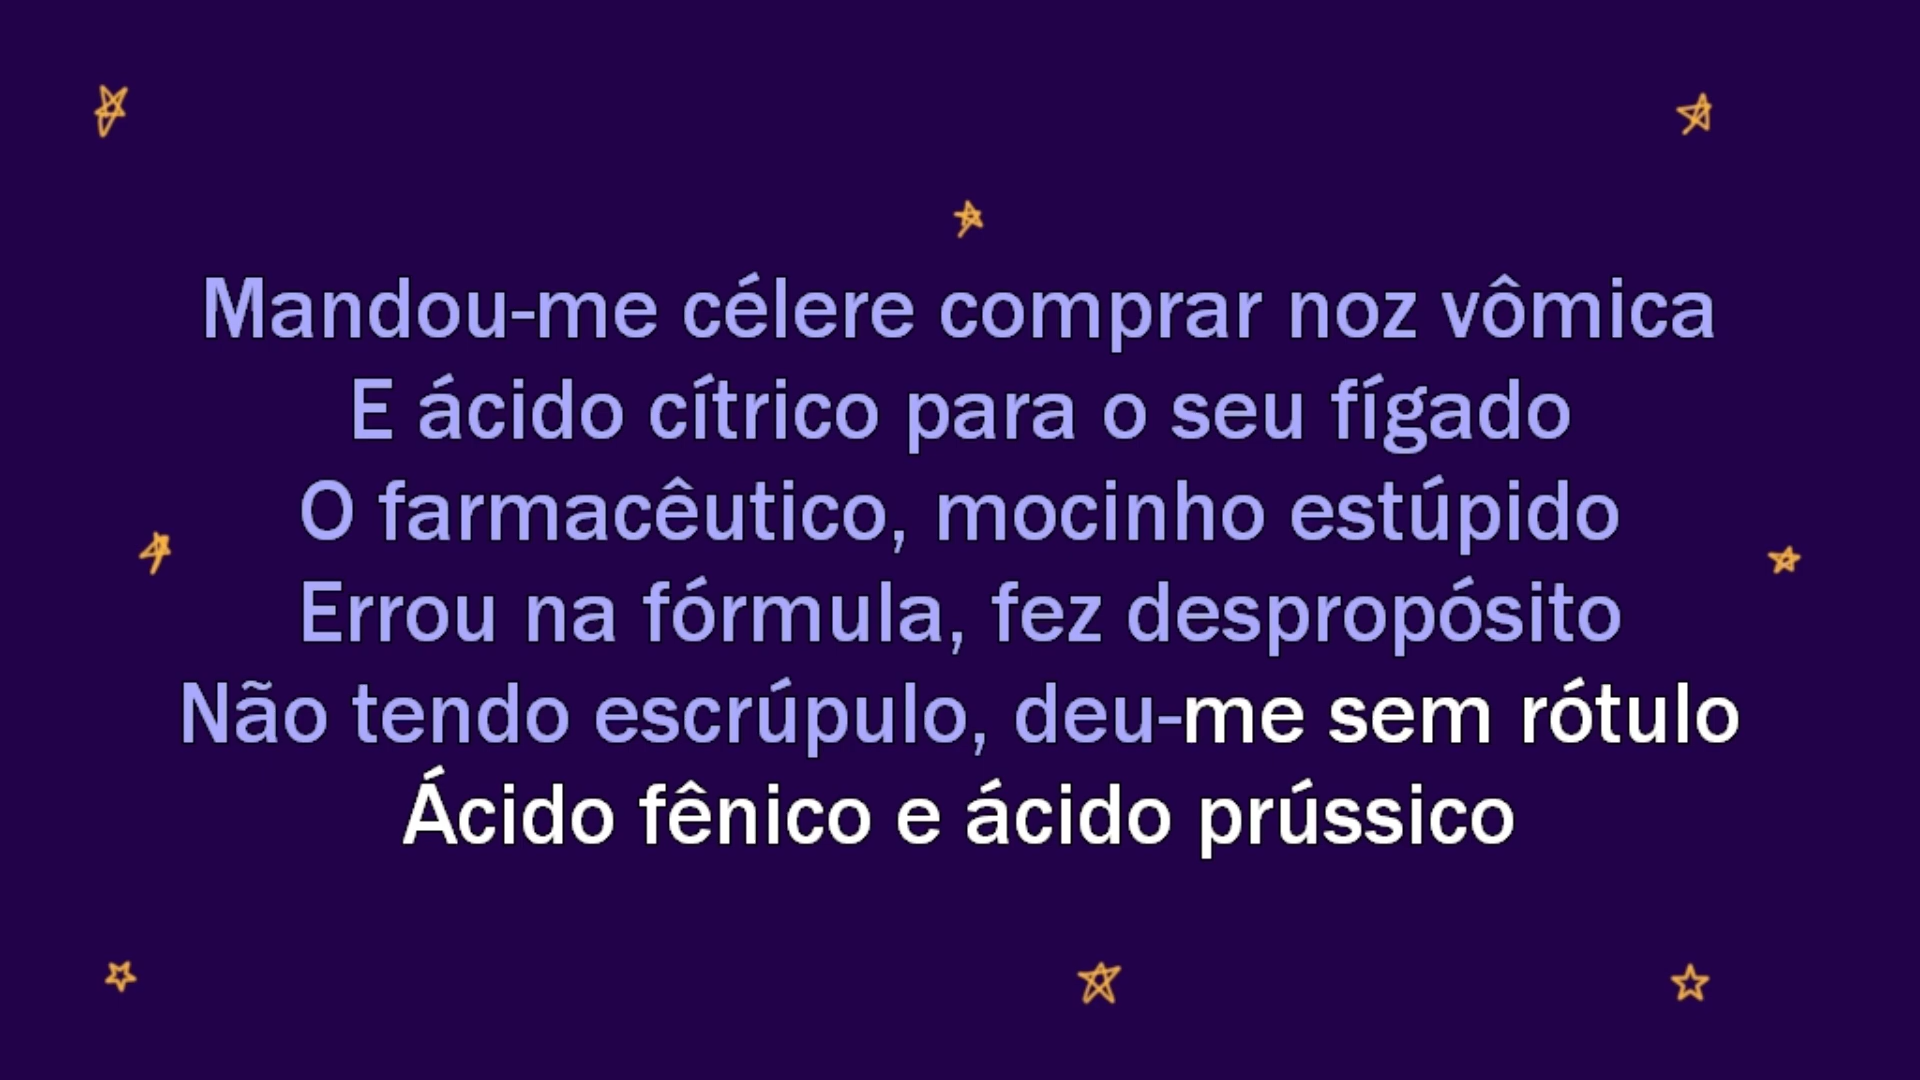 Mandou-me célere comprar noz vômica
E ácido cítrico para o seu fígado
O farmacêutico, mocinho estúpido
Errou na fórmula, fez despropósito
Não tendo escrúpulo, deu-me sem rótulo
Ácido fênico e ácido prússico